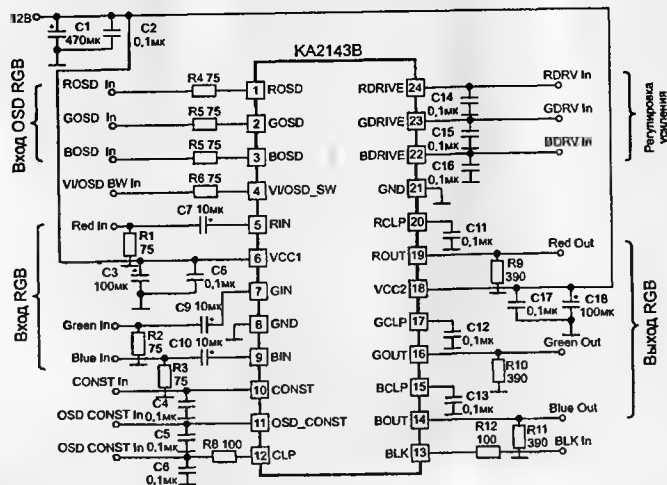 12В
C1
470мк
C2
0,1мк
KA2143B
Вход OSD RGB
ROSD In
R4 75
1
ROSD
GOSD In
R5 75
2
GOSD
BOSD In
R5 75
3
BOSD
VI/OSD BW In
R6 75
4
VI/OSD_SW
Вход RGB
Red In
R1
75
C7 10мк
5
RIN
C3
100мк
C6
0,1мк
6
VCC1
C9 10мк
7
GIN
Green In
R2
75
8
GND
C10 10мк
Blue In
R3
75
9
BIN
CONST In
C4
0,1мк
10
CONST
OSD CONST In
C5
0,1мк
11
OSD_CONST
OSD CONST In
C6
0,1мк
R8 100
12
CLP
RDRIVE
24
RDRV In
C14
0,1мк
GDRIVE
23
GDRV In
C15
0,1мк
BDRIVE
22
BDRV In
C16
0,1мк
Регулировка
усиления
GND
21
RCLP
20
C11
0,1мк
ROUT
19
Red Out
R9
390
VCC2
18
C17
0,1мк
C18
100мк
GCLP
17
C12
0,1мк
GOUT
16
Green Out
R10
390
BCLP
15
C13
0,1мк
BOUT
14
Blue Out
R11
390
BLK
13
R12
100
BLK In
Выход RGB